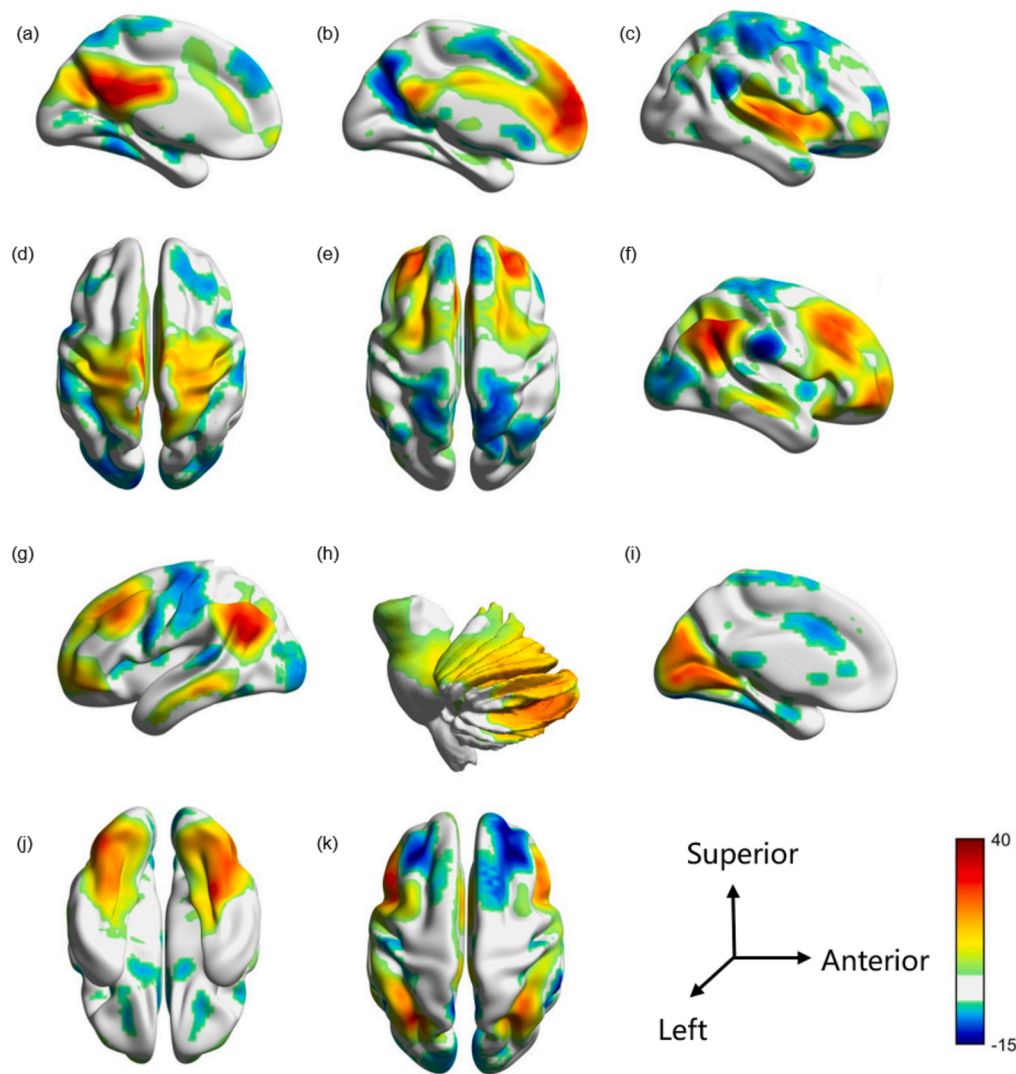 (a)
(b)
(c)
(d)
(e)
(f)
(g)
(h)
(i)
(j)
(k)
Superior
Anterior
Left
40
-15